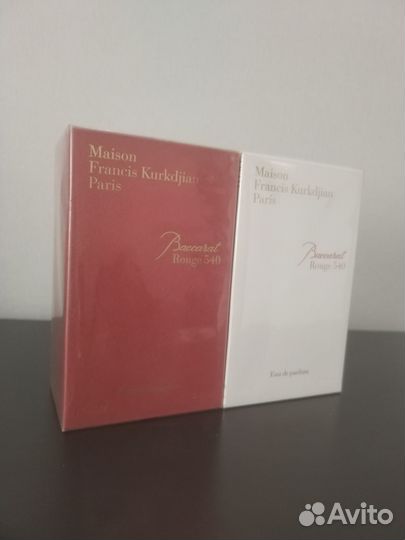 Maison
Francis Kurkdjian
Paris
Baccarat
Rouge 540
Maison
Francis Kurkdjian
Paris
Baccarat
Rouge 540
Eau de parfum
Avito